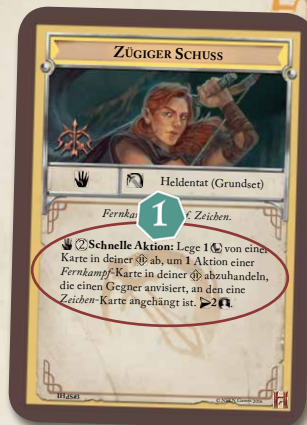 ZÜGIGER SCHUSS
Heldentat (Grundset)
Zeichen.
1
② Schnelle Aktion: Lege 1 von einer
Karte in deiner ab, um 1 Aktion einer
Fernkampf-Karte in deiner abzuhandeln,
die einen Gegner anvisiert, an den eine
Zeichen-Karte angehängt ist. 2